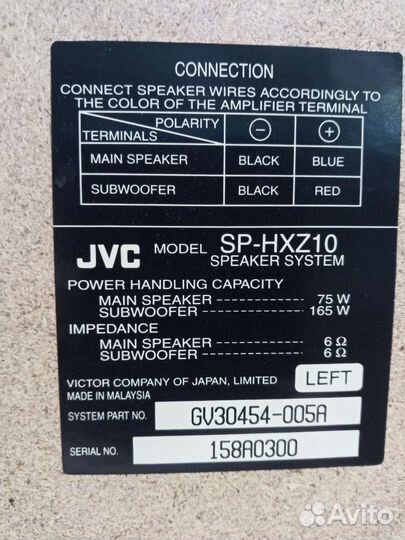 CONNECTION
CONNECT SPEAKER WIRES ACCORDINGLY TO
THE COLOR OF THE AMPLIFIER TERMINAL
POLARITY
TERMINALS
⊖ ⊕
MAIN SPEAKER BLACK BLUE
SUBWOOFER BLACK RED
JVC MODEL SP-HXZ10
SPEAKER SYSTEM
POWER HANDLING CAPACITY
MAIN SPEAKER ---------------- 75 W
SUBWOOFER ---------------- 165 W
IMPEDANCE
MAIN SPEAKER ---------------- 6 Ω
SUBWOOFER ---------------- 6 Ω
VICTOR COMPANY OF JAPAN, LIMITED LEFT
MADE IN MALAYSIA
SYSTEM PART NO. GV30454-005A
SERIAL NO. 158A0300
Avito